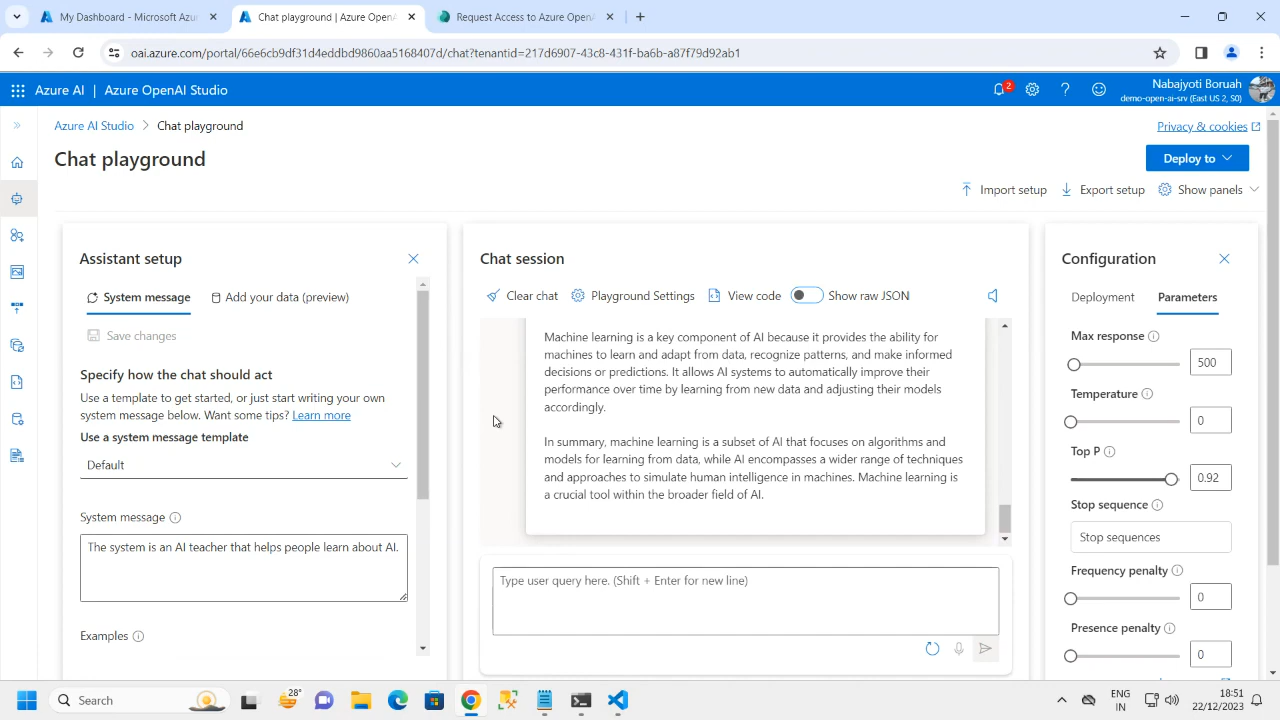 My Dashboard - Microsoft Azu
Chat playground | Azure OpenA
Request Access to Azure OpenA
oai.azure.com/portal/66e6cb9df31d4eddbd9860aa5168407d/chat?tenantid=217d6907-43c8-431f-ba6b-a87f79d92ab1
Azure AI | Azure OpenAI Studio
2
Nabajyoti Boruah
demo-open-ai-srv (East US 2, S0)
Azure AI Studio > Chat playground
Privacy & cookies
Chat playground
Deploy to
Import setup
Export setup
Show panels
Assistant setup
System message
Add your data (preview)
Save changes
Specify how the chat should act
Use a template to get started, or just start writing your own
system message below. Want some tips? Learn more
Use a system message template
Default
System message
The system is an AI teacher that helps people learn about AI.
Examples
Chat session
Clear chat
Playground Settings
View code
Show raw JSON
Machine learning is a key component of AI because it provides the ability for
machines to learn and adapt from data, recognize patterns, and make informed
decisions or predictions. It allows AI systems to automatically improve their
performance over time by learning from new data and adjusting their models
accordingly.
In summary, machine learning is a subset of AI that focuses on algorithms and
models for learning from data, while AI encompasses a wider range of techniques
and approaches to simulate human intelligence in machines. Machine learning is
a crucial tool within the broader field of AI.
Type user query here. (Shift + Enter for new line)
Configuration
Deployment
Parameters
Max response
500
Temperature
0
Top P
0.92
Stop sequence
Stop sequences
Frequency penalty
0
Presence penalty
0
Search
28°
ENG
IN
18:51
22/12/2023